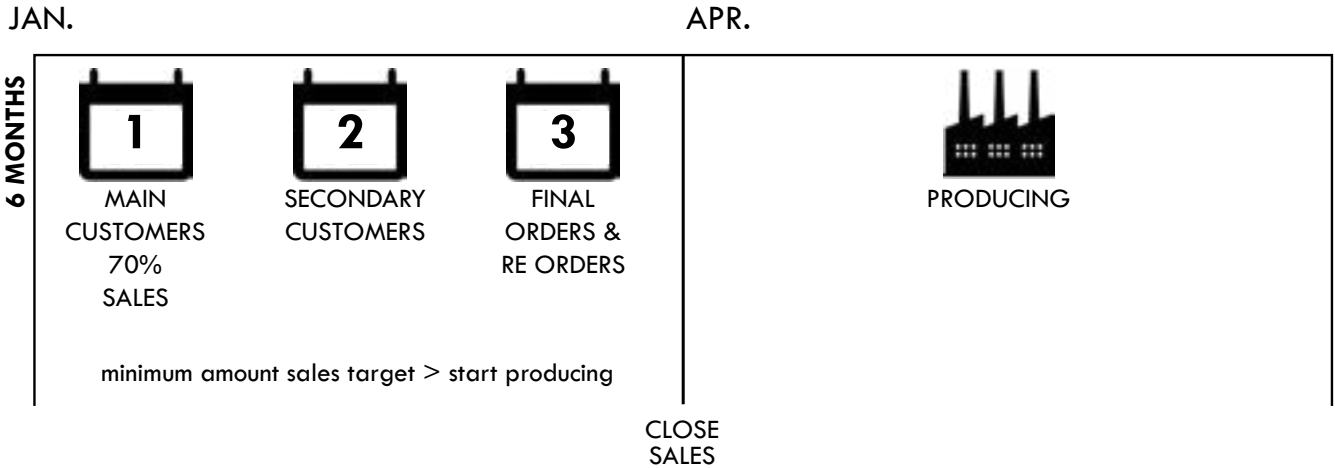 JAN.
APR.
6 MONTHS
1
2
3
MAIN
CUSTOMERS
70%
SALES
SECONDARY
CUSTOMERS
FINAL
ORDERS &
RE ORDERS
PRODUCING
minimum amount sales target > start producing
CLOSE
SALES